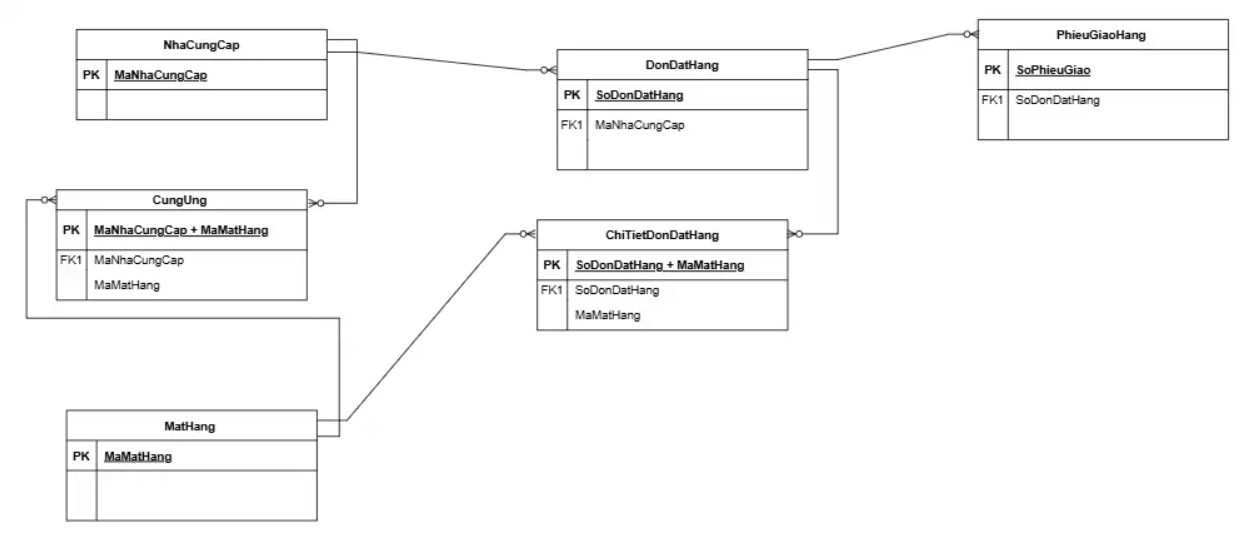 NhaCungCap
PK MaNhaCungCap
DonDatHang
PK SoDonDatHang
FK1 MaNhaCungCap
PhieuGiaoHang
PK SoPhieuGiao
FK1 SoDonDatHang
CungUng
PK MaNhaCungCap + MaMatHang
FK1 MaNhaCungCap
MaMatHang
ChiTietDonDatHang
PK SoDonDatHang + MaMatHang
FK1 SoDonDatHang
MaMatHang
MatHang
PK MaMatHang